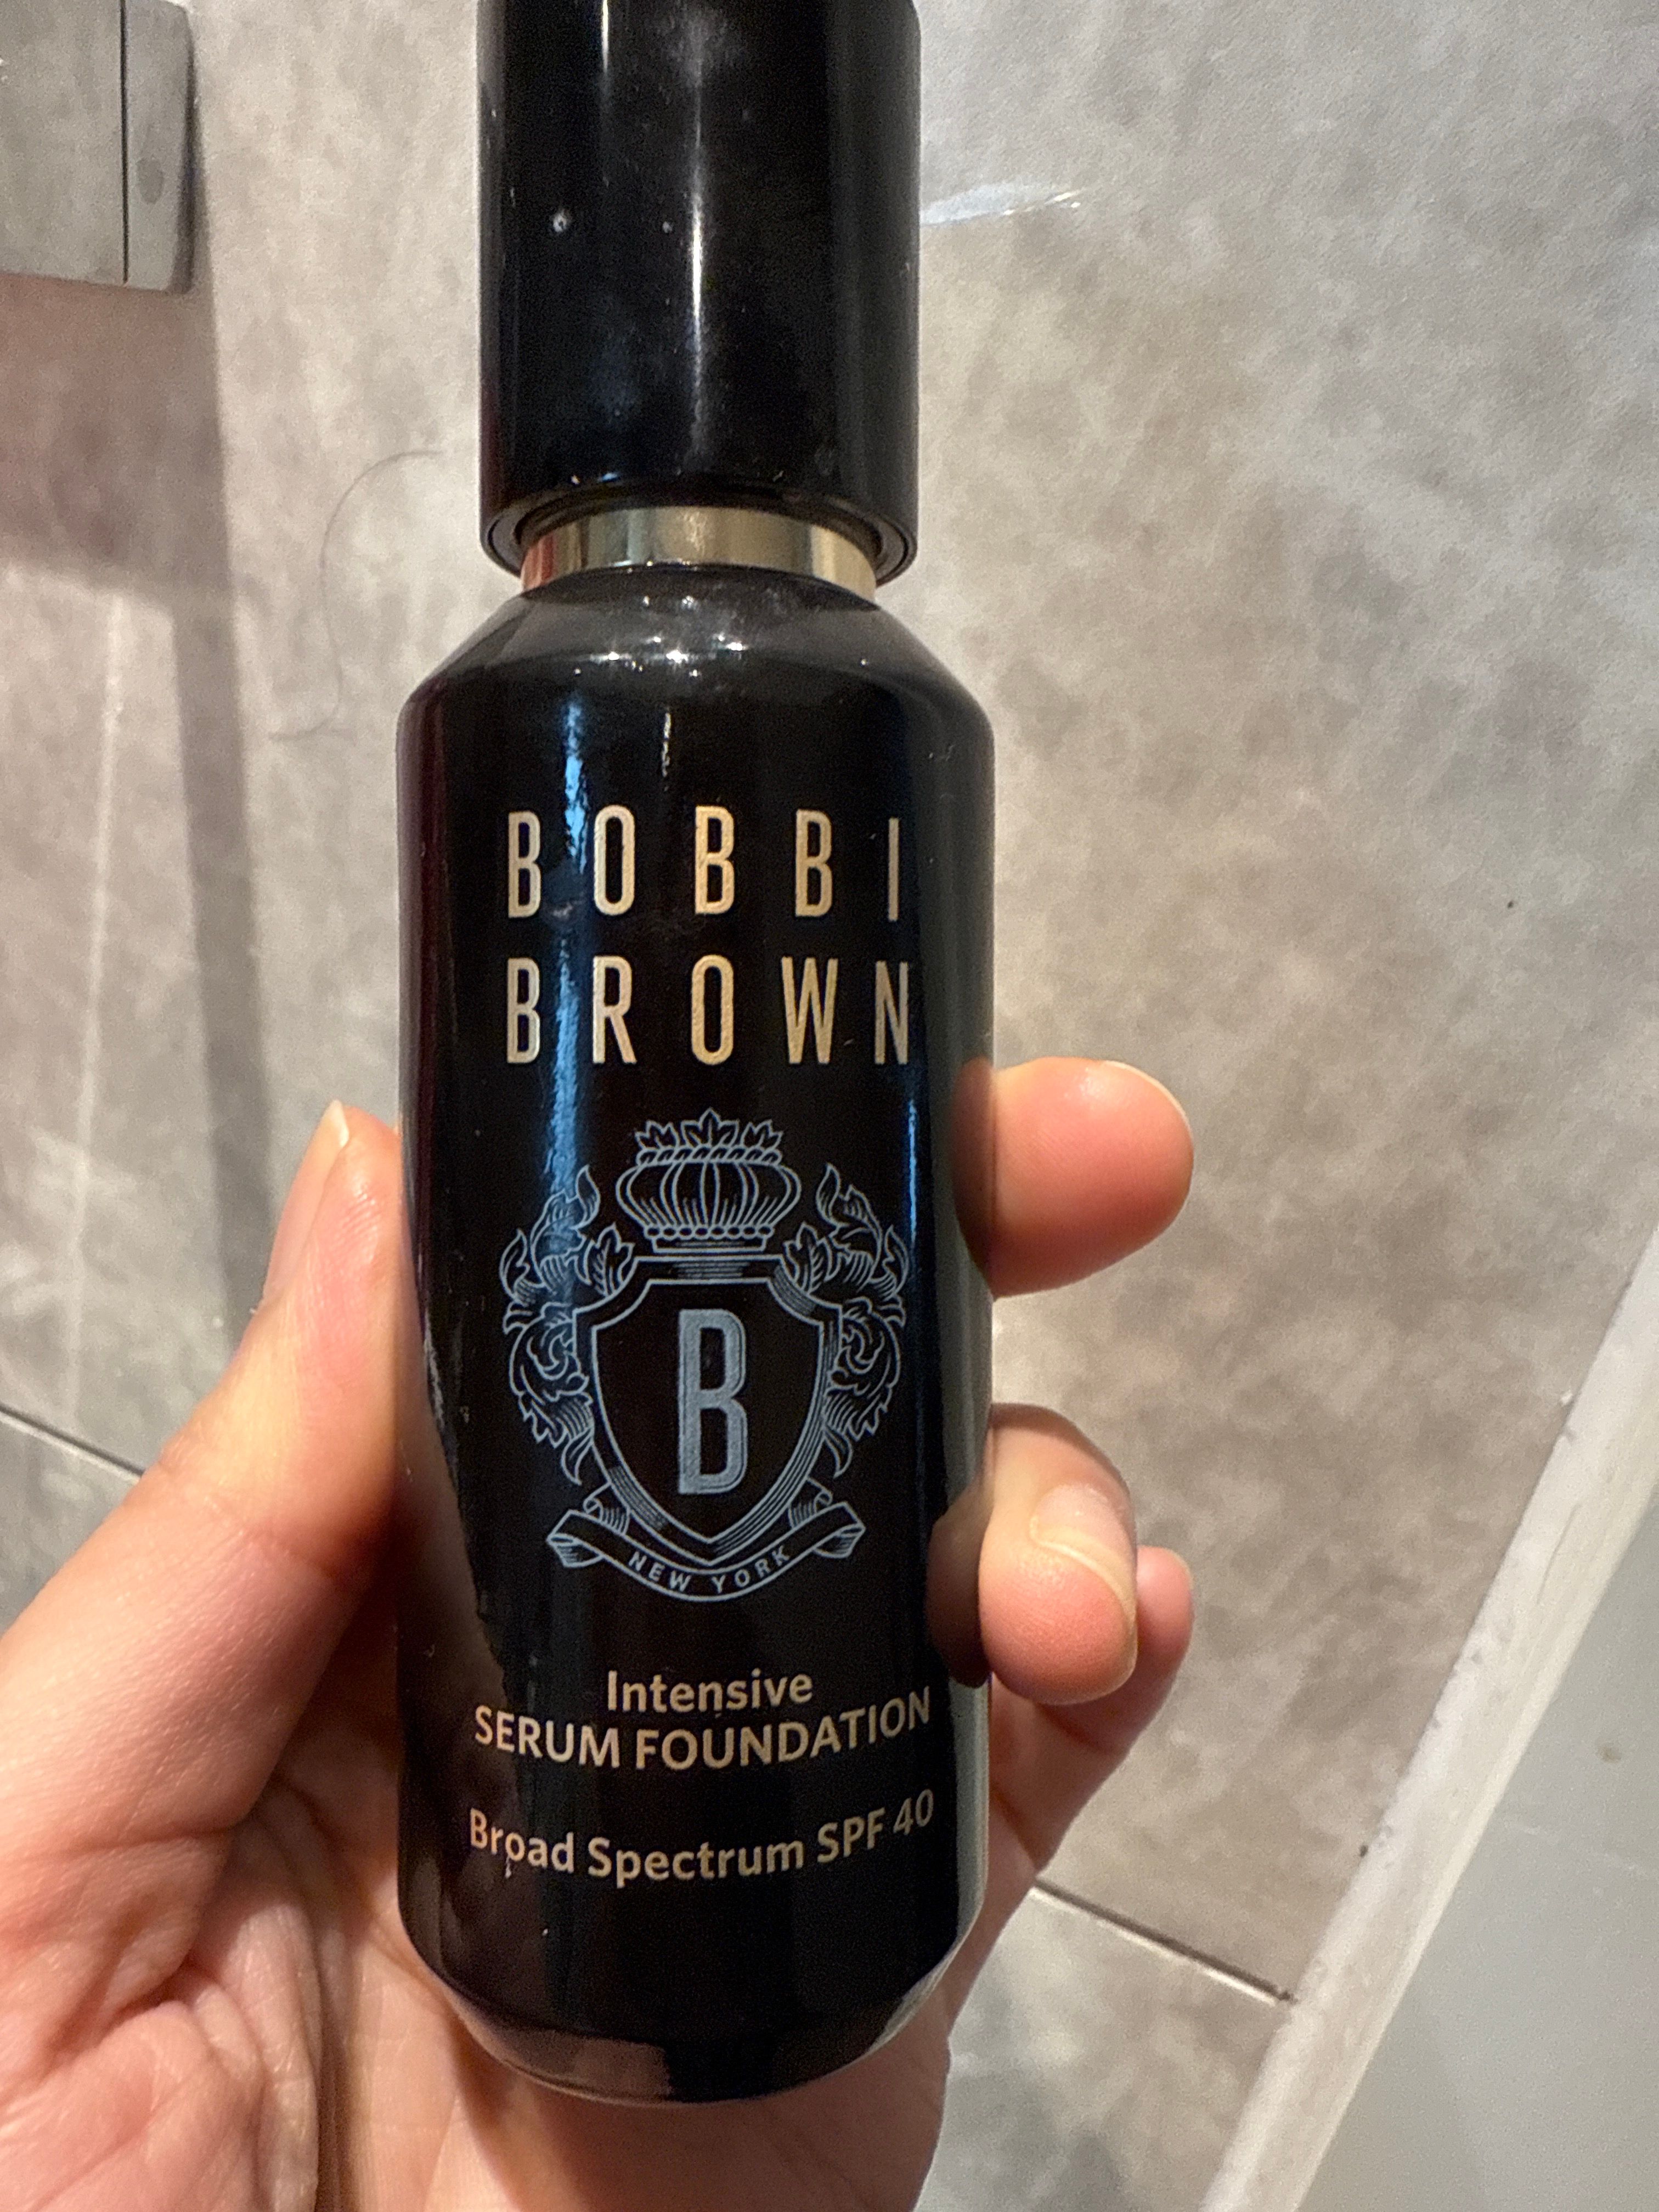 BOBBI
BROWN
B
NEW YORK
Intensive
SERUM FOUNDATION
Broad Spectrum SPF 40